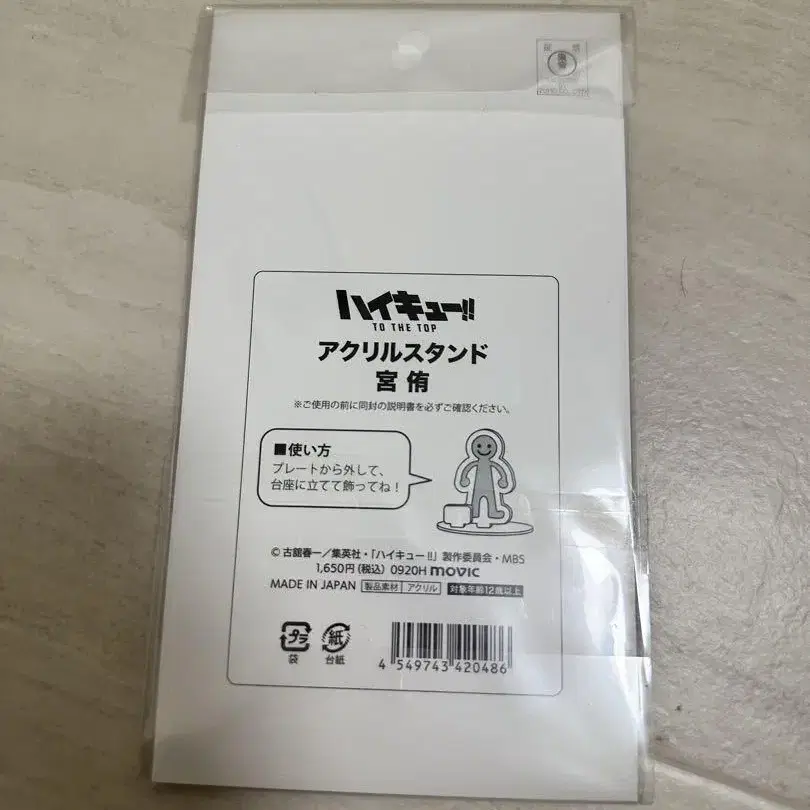 ハイキュー!!
TO THE TOP
アクリルスタンド
宮 侑
※ご使用の前に同封の説明書を必ずご確認ください。
■使い方
プレートから外して、
台座に立てて飾ってね!
© 古舘春一/集英社・「ハイキュー!!」製作委員会・MBS
1,650円(税込) 0920H movic
MADE IN JAPAN 製品素材 アクリル 対象年齢12歳以上
プラ 紙
袋 台紙
4 549743 420486